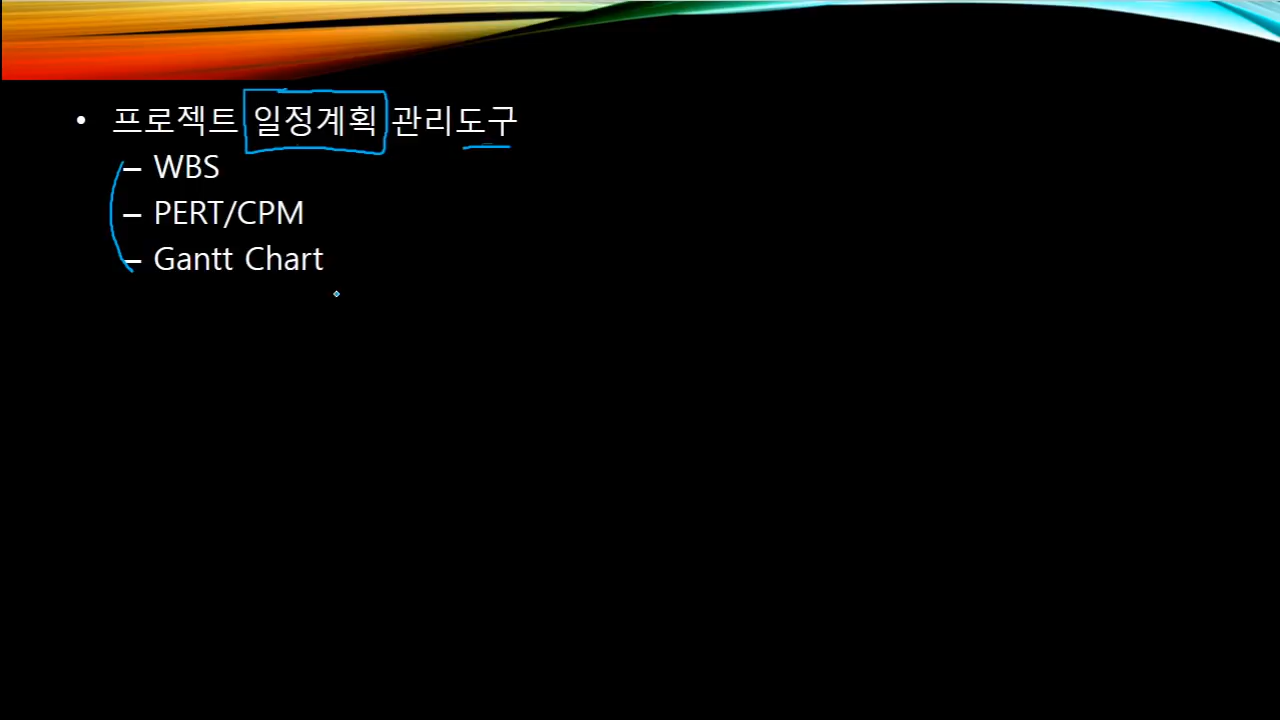 • 프로젝트 일정계획 관리도구
– WBS
– PERT/CPM
– Gantt Chart